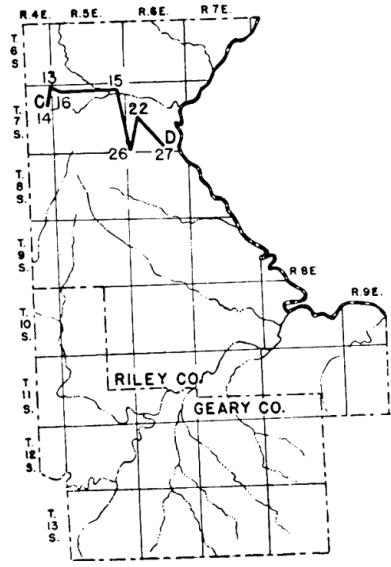 R.4E. R.5E. R.6E. R 7E.
T.
6
S.
13 15
C 16 22
14 D
T.
7
S.
26 27
T.
8
S.
T.
9
S.
R 8E
R.9E.
T.
10
S.
RILEY CO.
T.
11
S.
GEARY CO.
T.
12
S.
T.
13
S.